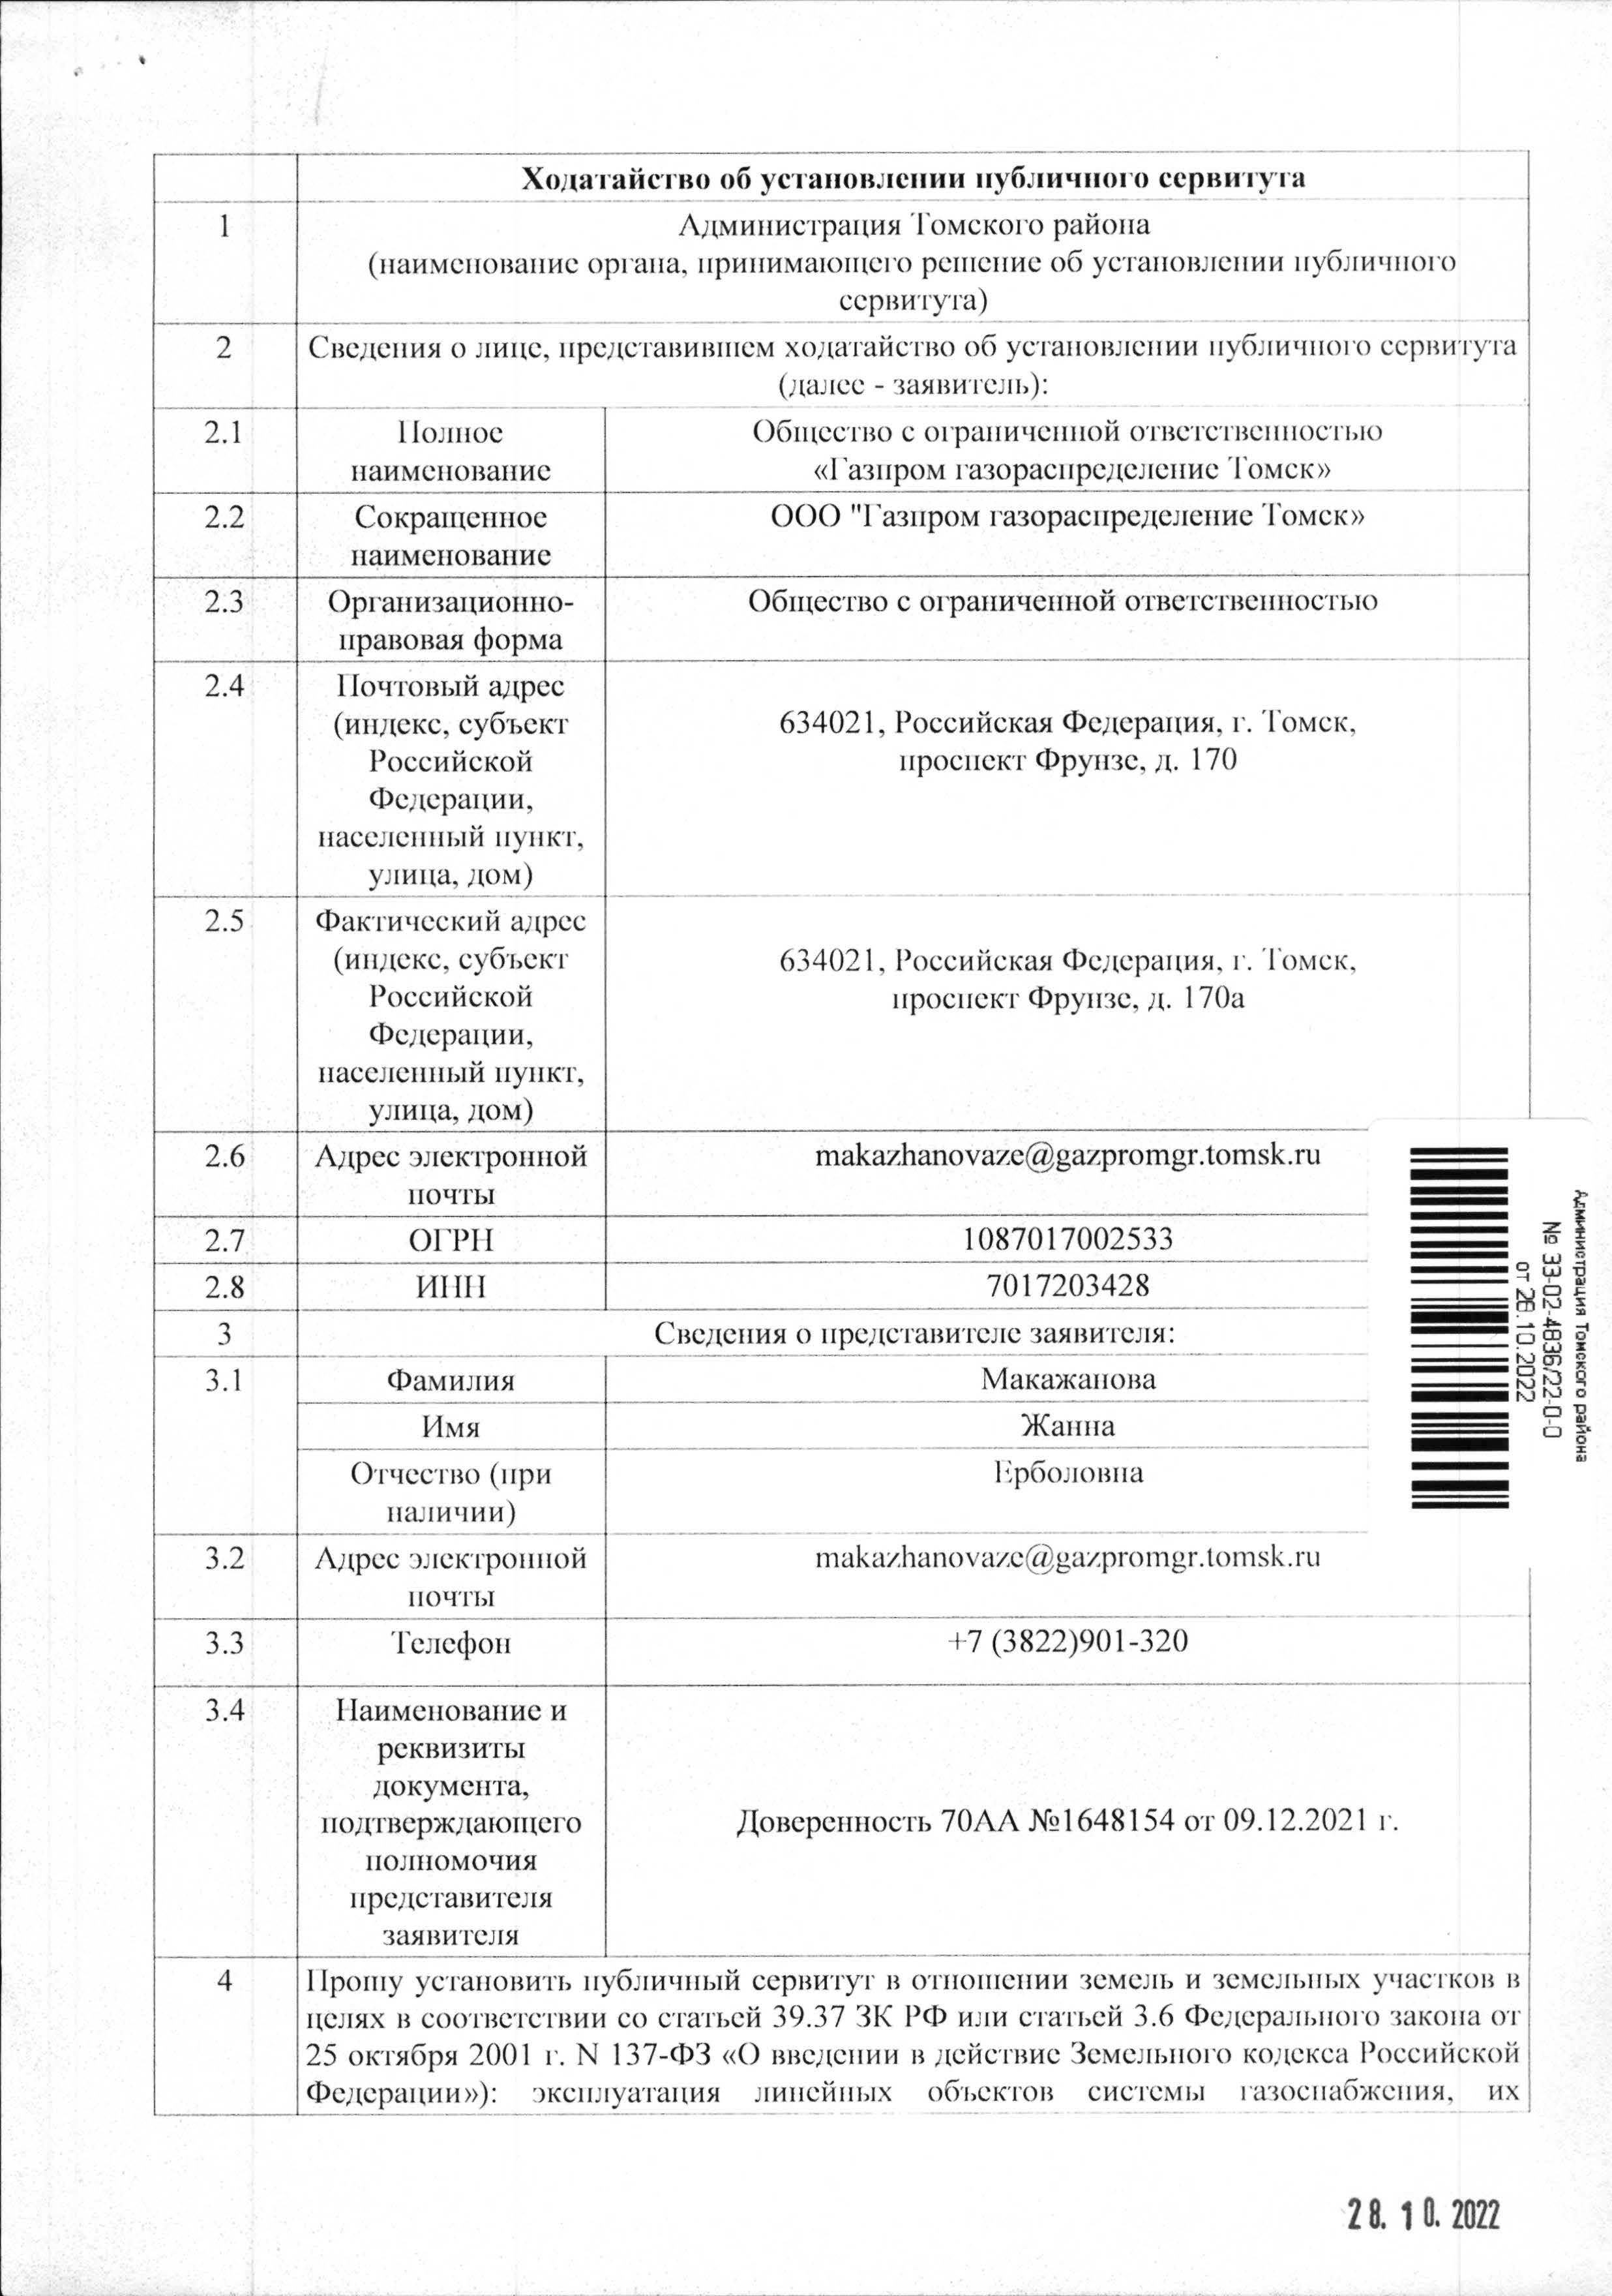 Ходатайство об установлении публичного сервитута
1
Администрация Томского района
(наименование органа, принимающего решение об установлении публичного
сервитута)
2
Сведения о лице, представившем ходатайство об установлении публичного сервитута
(далее - заявитель):
2.1
Полное
наименование
Общество с ограниченной ответственностью
«Газпром газораспределение Томск»
2.2
Сокращенное
наименование
ООО "Газпром газораспределение Томск»
2.3
Организационно-
правовая форма
Общество с ограниченной ответственностью
2.4
Почтовый адрес
(индекс, субъект
Российской
Федерации,
населенный пункт,
улица, дом)
634021, Российская Федерация, г. Томск,
проспект Фрунзе, д. 170
2.5
Фактический адрес
(индекс, субъект
Российской
Федерации,
населенный пункт,
улица, дом)
634021, Российская Федерация, г. Томск,
проспект Фрунзе, д. 170а
2.6
Адрес электронной
почты
makazhanovaze@gazpromgr.tomsk.ru
2.7
ОГРН
1087017002533
2.8
ИНН
7017203428
3
Сведения о представителе заявителя:
3.1
Фамилия
Макажанова
Имя
Жанна
Отчество (при
наличии)
Ерболовна
3.2
Адрес электронной
почты
makazhanovaze@gazpromgr.tomsk.ru
3.3
Телефон
+7 (3822)901-320
3.4
Наименование и
реквизиты
документа,
подтверждающего
полномочия
представителя
заявителя
Доверенность 70АА №1648154 от 09.12.2021 г.
4
Прошу установить публичный сервитут в отношении земель и земельных участков в
целях в соответствии со статьей 39.37 ЗК РФ или статьей 3.6 Федерального закона от
25 октября 2001 г. N 137-ФЗ «О введении в действие Земельного кодекса Российской
Федерации»): эксплуатация линейных объектов системы газоснабжения, их
Администрация Томского района
№ 33-02-4836/22-0-0
от 28.10.2022
28. 10. 2022